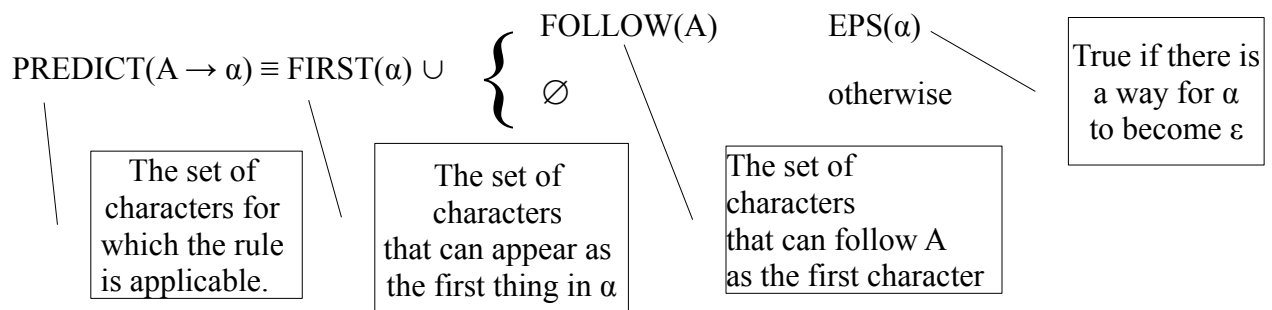 FOLLOW(A) EPS(α)
PREDICT(A → α) ≡ FIRST(α) ∪ {
∅ otherwise
True if there is
a way for α
to become ε
The set of
characters for
which the rule
is applicable.
The set of
characters
that can appear as
the first thing in α
The set of
characters
that can follow A
as the first character